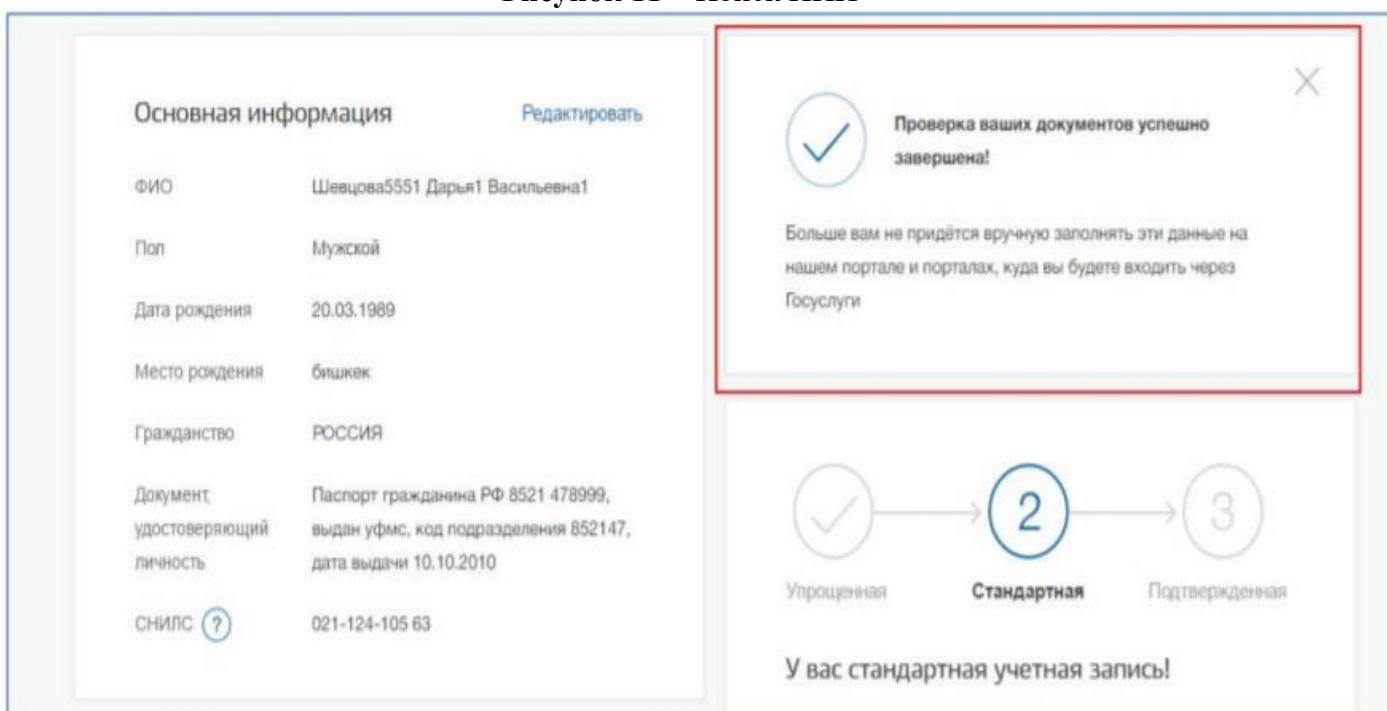 Основная информация Редактировать
ФИО Шевцова5551 Дарья1 Васильевна1
Пол Мужской
Дата рождения 20.03.1989
Место рождения бишкек
Гражданство РОССИЯ
Документ, Паспорт гражданина РФ 8521 478999,
удостоверяющий выдан уфмс, код подразделения 852147,
личность дата выдачи 10.10.2010
СНИЛС ? 021-124-105 63
Проверка ваших документов успешно
завершена!
Больше вам не придётся вручную заполнять эти данные на
нашем портале и порталах, куда вы будете входить через
Госуслуги
2 3
Упрощенная Стандартная Подтвержденная
У вас стандартная учетная запись!